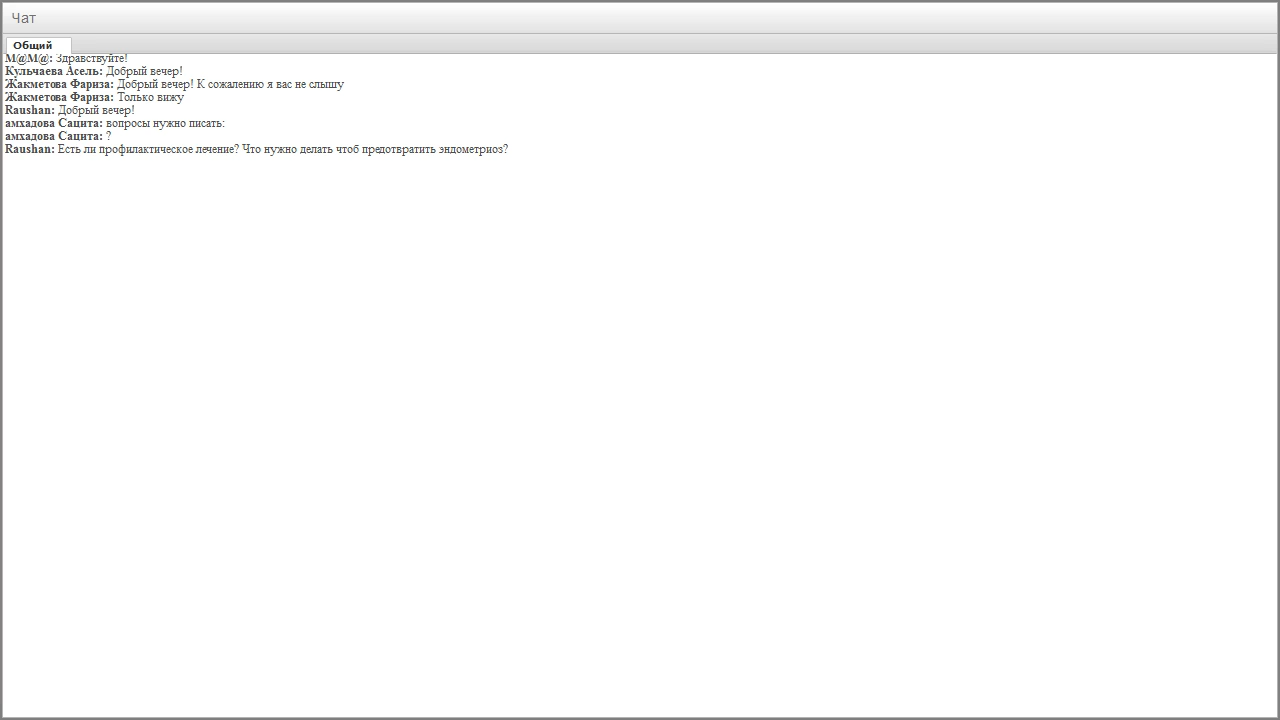 Чат
Общий
M@M@: Здравствуйте!
Кульчаева Асель: Добрый вечер!
Жакметова Фариза: Добрый вечер! К сожалению я вас не слышу
Жакметова Фариза: Только вижу
Raushan: Добрый вечер!
амхадова Сацита: вопросы нужно писать:
амхадова Сацита: ?
Raushan: Есть ли профилактическое лечение? Что нужно делать чтоб предотвратить эндометриоз?